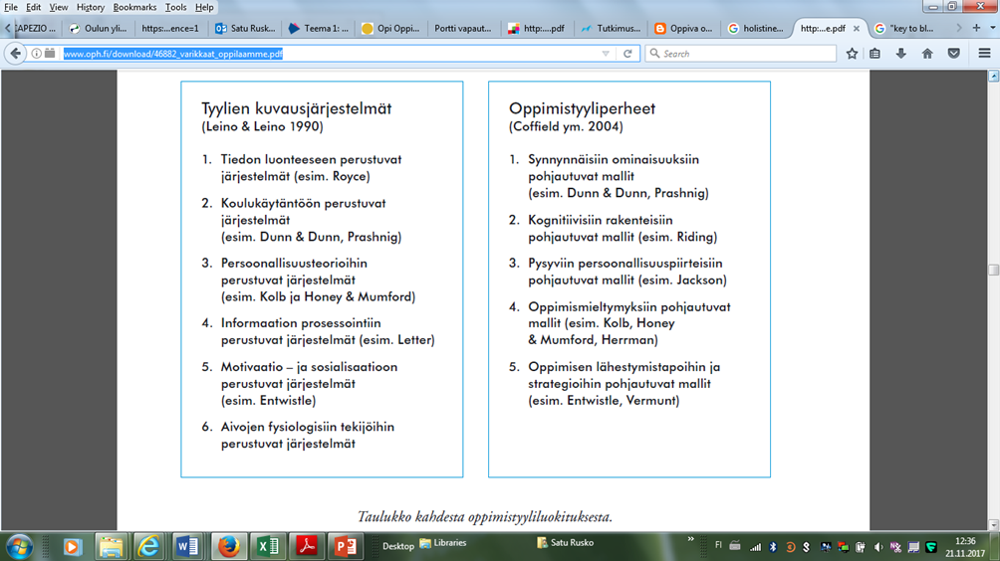 File Edit View History Bookmarks Tools Help
GAPEZIO ...
Oulun yli...
https:...ence=1
Satu Rusk...
Teema 1: ...
Opi Oppi...
Portti vapaut...
http:...pdf
Tutkimus...
Oppiva o...
holistine...
http:...e.pdf
"key to bl...
www.oph.fi/download/46882_varikkaat_oppilaamme.pdf
Search
Tyylien kuvausjärjestelmät
(Leino & Leino 1990)
1. Tiedon luonteeseen perustuvat
järjestelmät (esim. Royce)
2. Koulukäytäntöön perustuvat
järjestelmät
(esim. Dunn & Dunn, Prashnig)
3. Persoonallisuusteorioihin
perustuvat järjestelmät
(esim. Kolb ja Honey & Mumford)
4. Informaation prosessointiin
perustuvat järjestelmät (esim. Letter)
5. Motivaatio – ja sosialisaatioon
perustuvat järjestelmät
(esim. Entwistle)
6. Aivojen fysiologisiin tekijöihin
perustuvat järjestelmät
Oppimistyyliperheet
(Coffield ym. 2004)
1. Synnynnäisiin ominaisuuksiin
pohjautuvat mallit
(esim. Dunn & Dunn, Prashnig)
2. Kognitiivisiin rakenteisiin
pohjautuvat mallit (esim. Riding)
3. Pysyviin persoonallisuuspiirteisiin
pohjautuvat mallit (esim. Jackson)
4. Oppimismieltymyksiin pohjautuvat
mallit (esim. Kolb, Honey
& Mumford, Herrman)
5. Oppimisen lähestymistapoihin ja
strategioihin pohjautuvat mallit
(esim. Entwistle, Vermunt)
Taulukko kahdesta oppimistyyliluokituksesta.
Desktop
Libraries
Satu Rusko
FI
12:36
21.11.2017